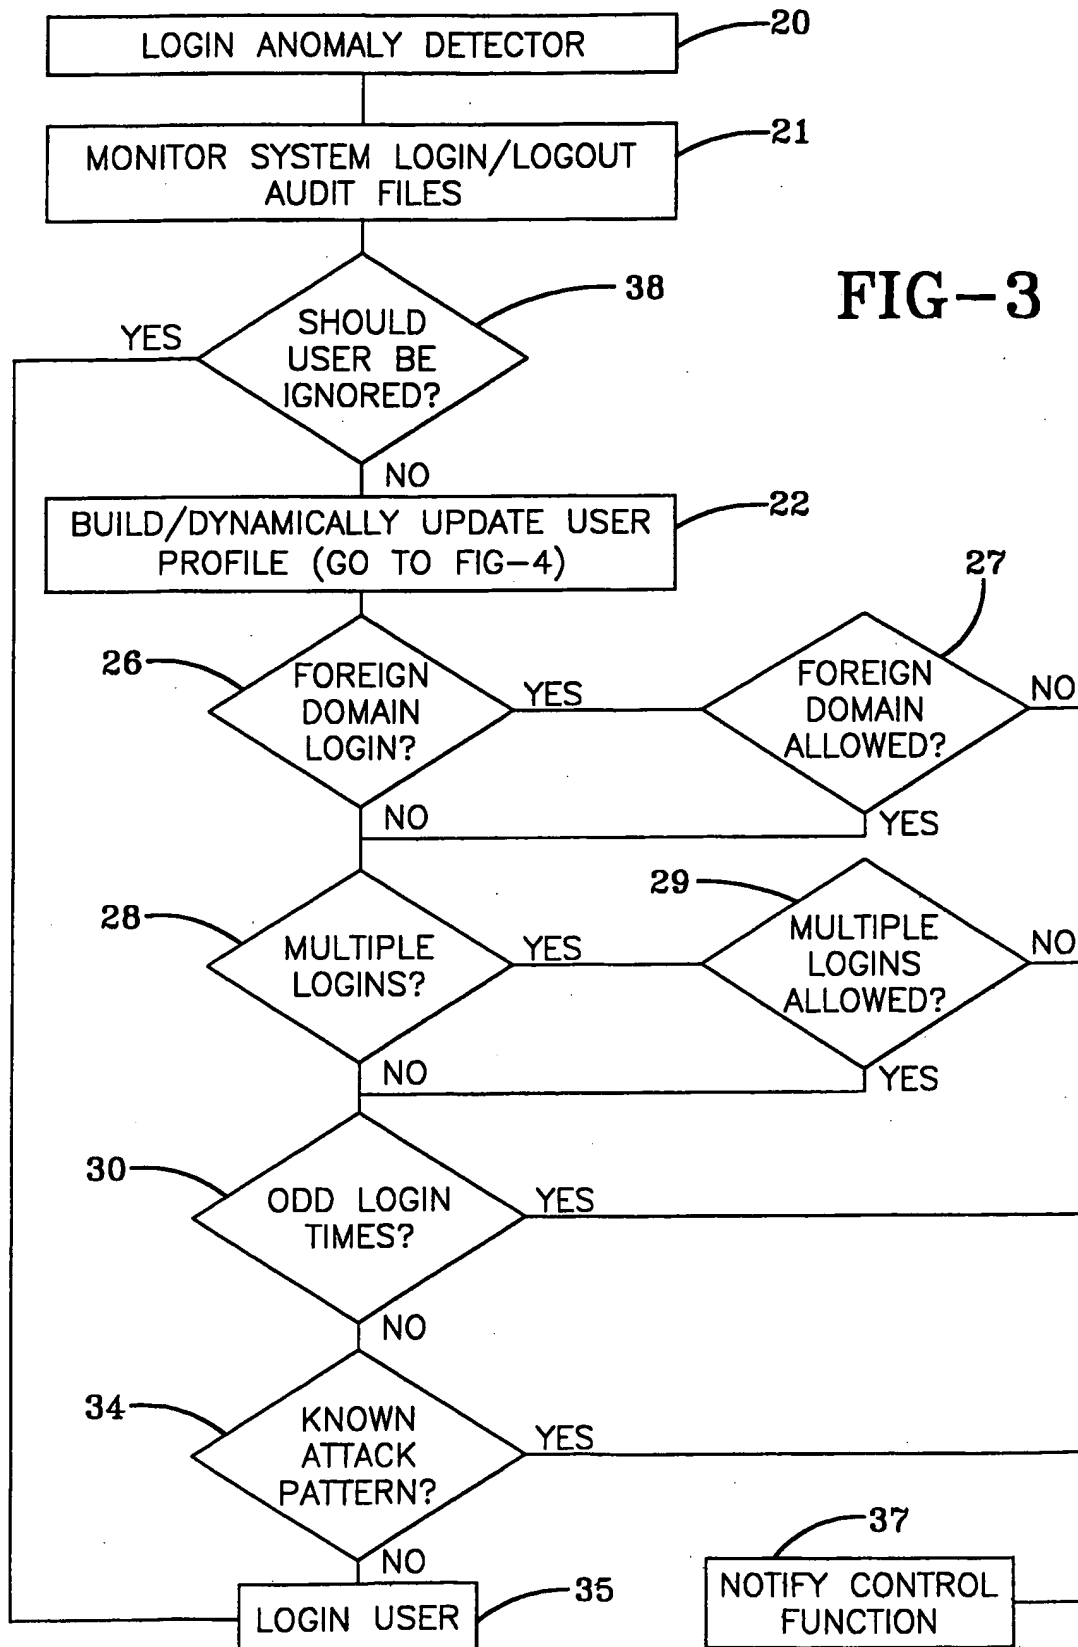 LOGIN ANOMALY DETECTOR
20
MONITOR SYSTEM LOGIN/LOGOUT
AUDIT FILES
21
FIG-3
SHOULD
USER BE
IGNORED?
38
YES
NO
BUILD/DYNAMICALLY UPDATE USER
PROFILE (GO TO FIG-4)
22
26
FOREIGN
DOMAIN
LOGIN?
YES
NO
27
FOREIGN
DOMAIN
ALLOWED?
NO
YES
28
MULTIPLE
LOGINS?
YES
NO
29
MULTIPLE
LOGINS
ALLOWED?
NO
YES
30
ODD LOGIN
TIMES?
YES
NO
34
KNOWN
ATTACK
PATTERN?
YES
NO
LOGIN USER
35
37
NOTIFY CONTROL
FUNCTION